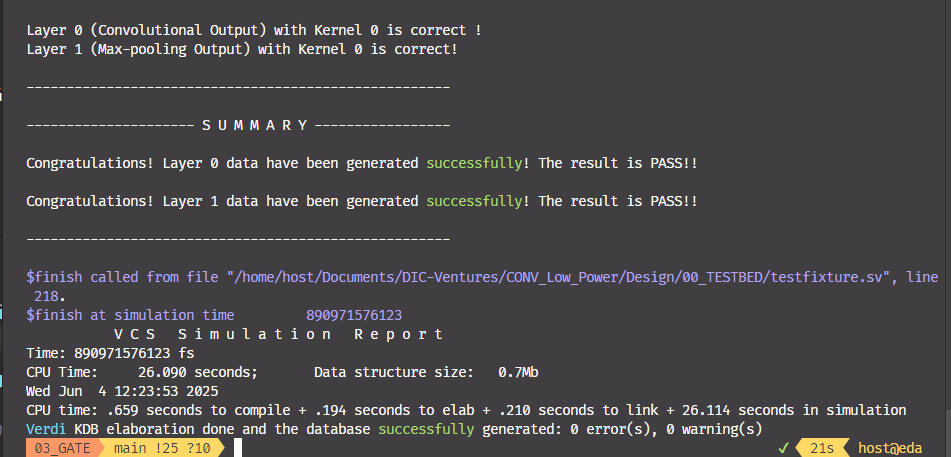 Layer 0 (Convolutional Output) with Kernel 0 is correct !
Layer 1 (Max-pooling Output) with Kernel 0 is correct!
-----------------------------------------------------
--------------------- S U M M A R Y -----------------
Congratulations! Layer 0 data have been generated successfully! The result is PASS!!
Congratulations! Layer 1 data have been generated successfully! The result is PASS!!
-----------------------------------------------------
$finish called from file "/home/host/Documents/DIC-Ventures/CONV_Low_Power/Design/00_TESTBED/testfixture.sv", line
218.
$finish at simulation time         890971576123
V C S   S i m u l a t i o n   R e p o r t
Time: 890971576123 fs
CPU Time:     26.090 seconds;       Data structure size:   0.7Mb
Wed Jun  4 12:23:53 2025
CPU time: .659 seconds to compile + .194 seconds to elab + .210 seconds to link + 26.114 seconds in simulation
Verdi KDB elaboration done and the database successfully generated: 0 error(s), 0 warning(s)
03_GATE  main !25 ?10  ✔  21s  host@eda